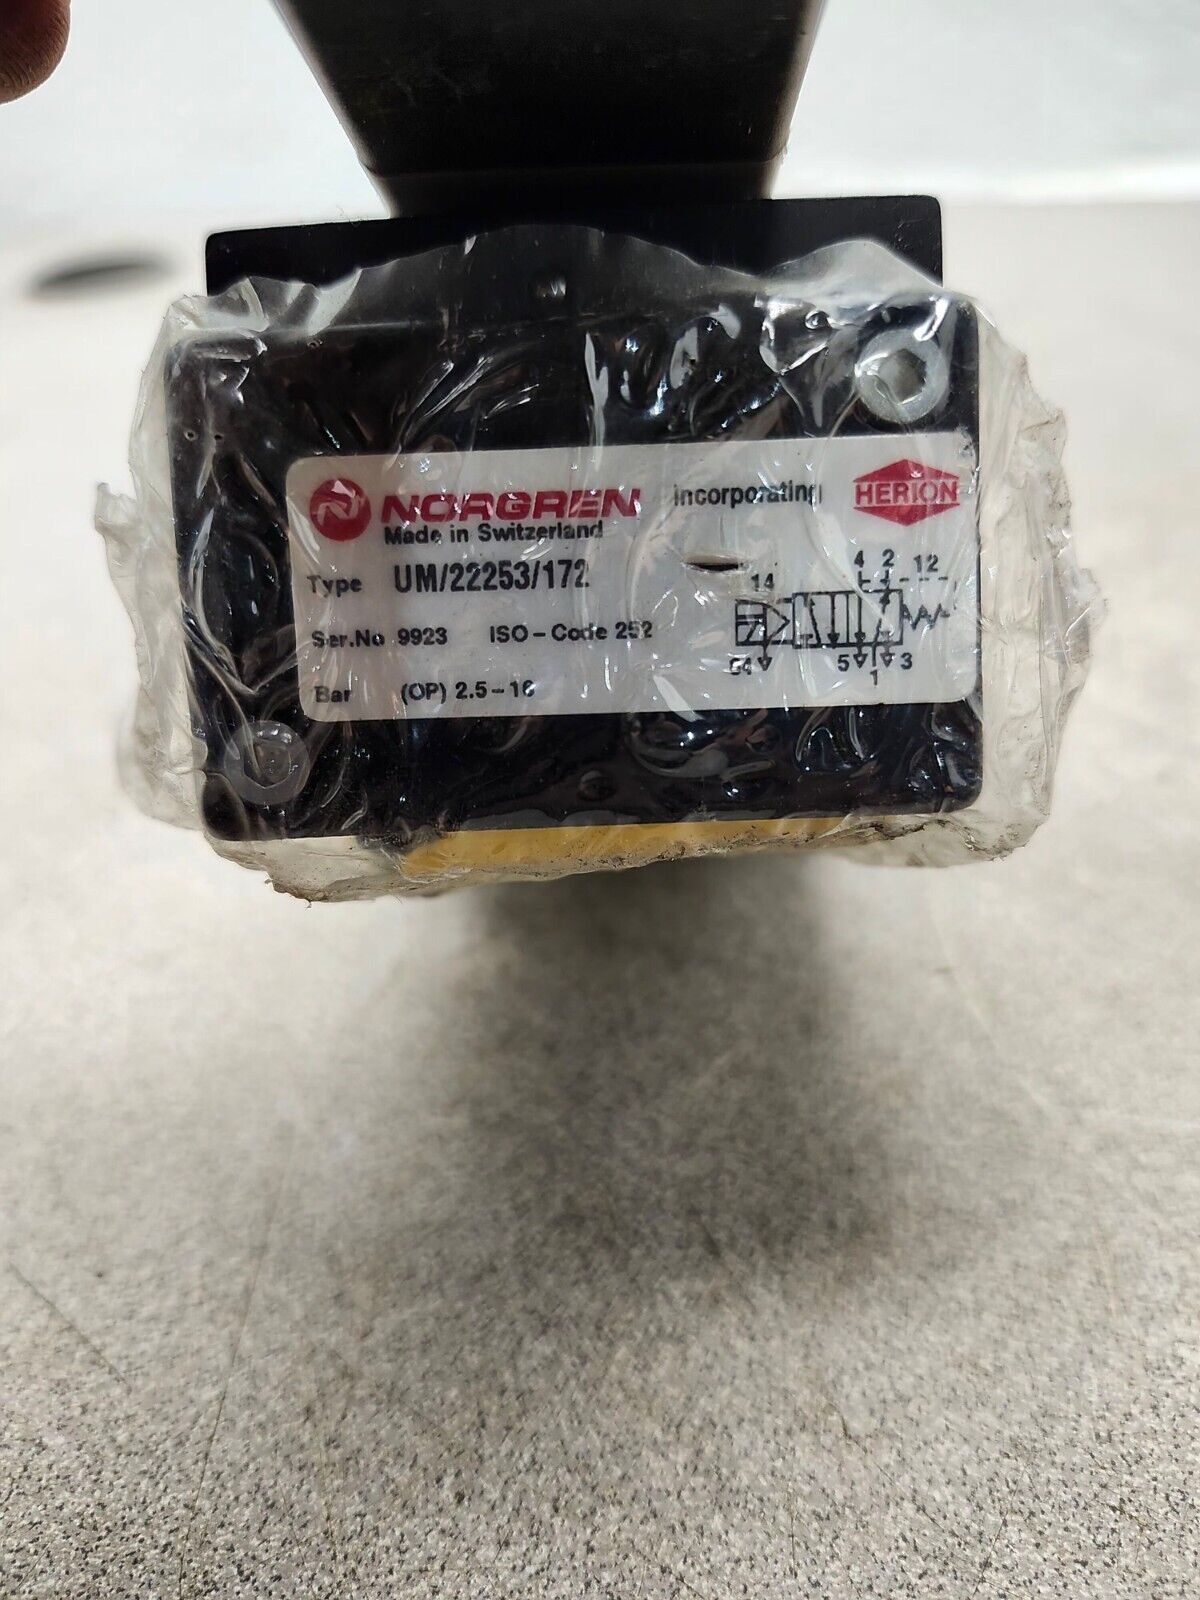 NORGREN incorporating HERION
Made in Switzerland
Type UM/22253/172
Ser.No 9923 ISO-Code 252
Bar (OP) 2.5-16
4 2 12
14
84 5 3
1